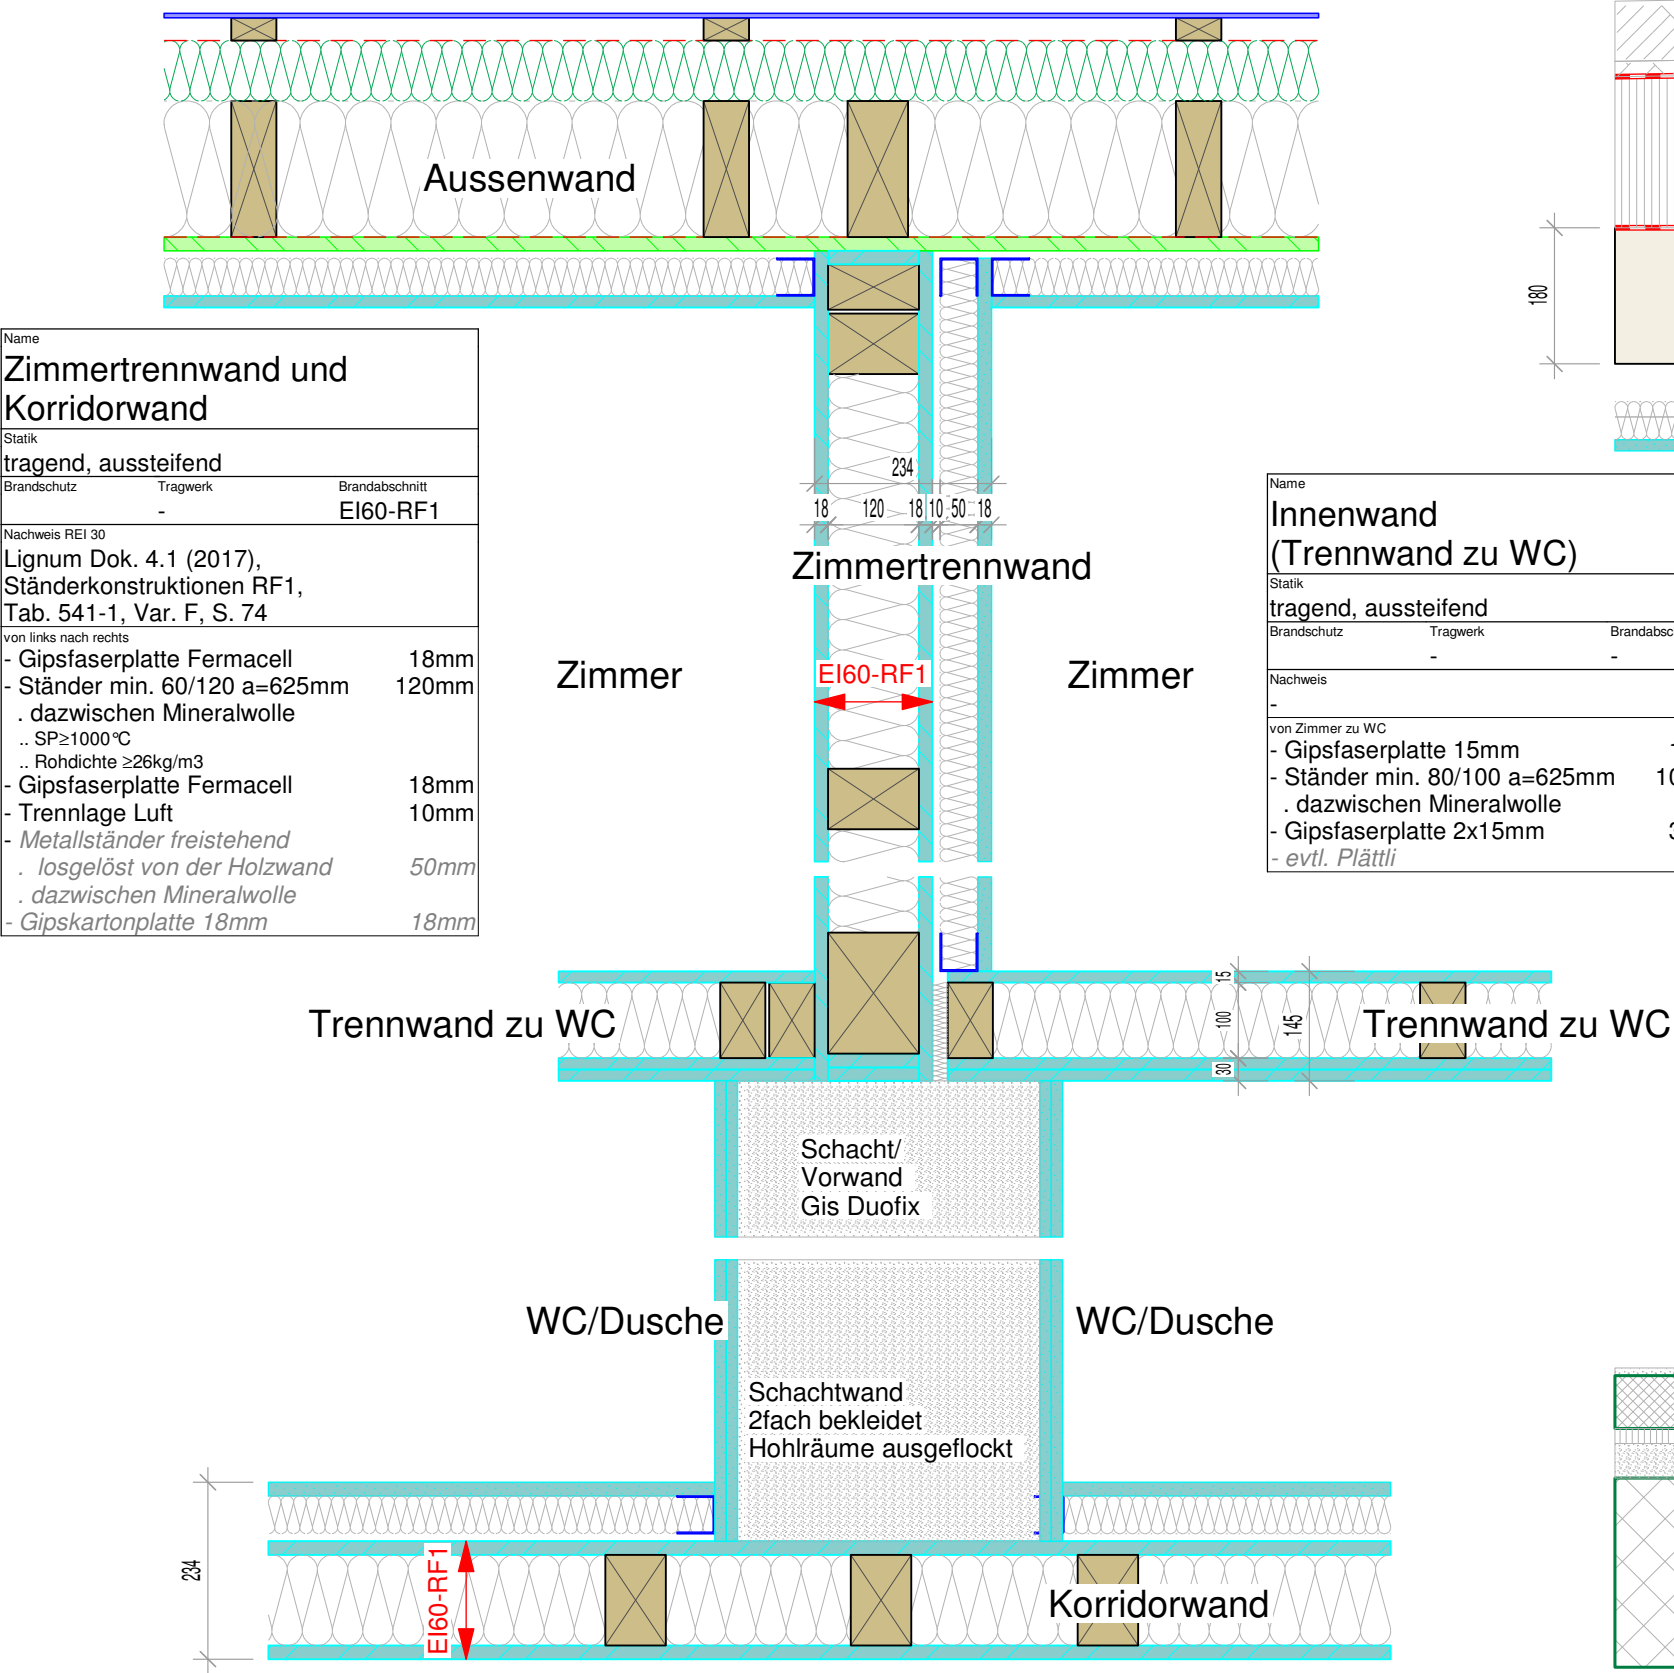 Aussenwand
180
Name
Zimmertrennwand und
Korridorwand
Statik
tragend, aussteifend
Brandschutz Tragwerk Brandabschnitt
- EI60-RF1
Nachweis REI 30
Lignum Dok. 4.1 (2017),
Ständerkonstruktionen RF1,
Tab. 541-1, Var. F, S. 74
von links nach rechts
- Gipsfaserplatte Fermacell 18mm
- Ständer min. 60/120 a=625mm 120mm
. dazwischen Mineralwolle
.. SP≥1000°C
.. Rohdichte ≥26kg/m3
- Gipsfaserplatte Fermacell 18mm
- Trennlage Luft 10mm
- Metallständer freistehend
. losgelöst von der Holzwand 50mm
. dazwischen Mineralwolle
- Gipskartonplatte 18mm 18mm
234
18 120 18 10 50 18
Zimmertrennwand
Zimmer
EI60-RF1
Zimmer
Name
Innenwand
(Trennwand zu WC)
Statik
tragend, aussteifend
Brandschutz Tragwerk Brandabsc
- -
Nachweis
-
von Zimmer zu WC
- Gipsfaserplatte 15mm
- Ständer min. 80/100 a=625mm 10
. dazwischen Mineralwolle
- Gipsfaserplatte 2x15mm 3
- evtl. Plättli
Trennwand zu WC
15
100
30
145
Trennwand zu WC
Schacht/
Vorwand
Gis Duofix
WC/Dusche
WC/Dusche
Schachtwand
2fach bekleidet
Hohlräume ausgeflockt
234
EI60-RF1
Korridorwand